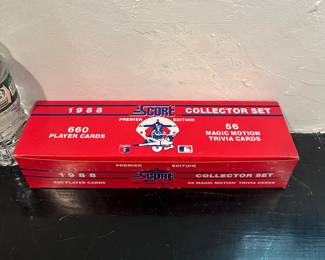 1988 SCORE COLLECTOR SET
PREMIER EDITION
660 56
PLAYER CARDS MAGIC MOTION
TRIVIA CARDS
PREMIER EDITION
1988 SCORE COLLECTOR SET
660 PLAYER CARDS 56 MAGIC MOTION TRIVIA CARDS